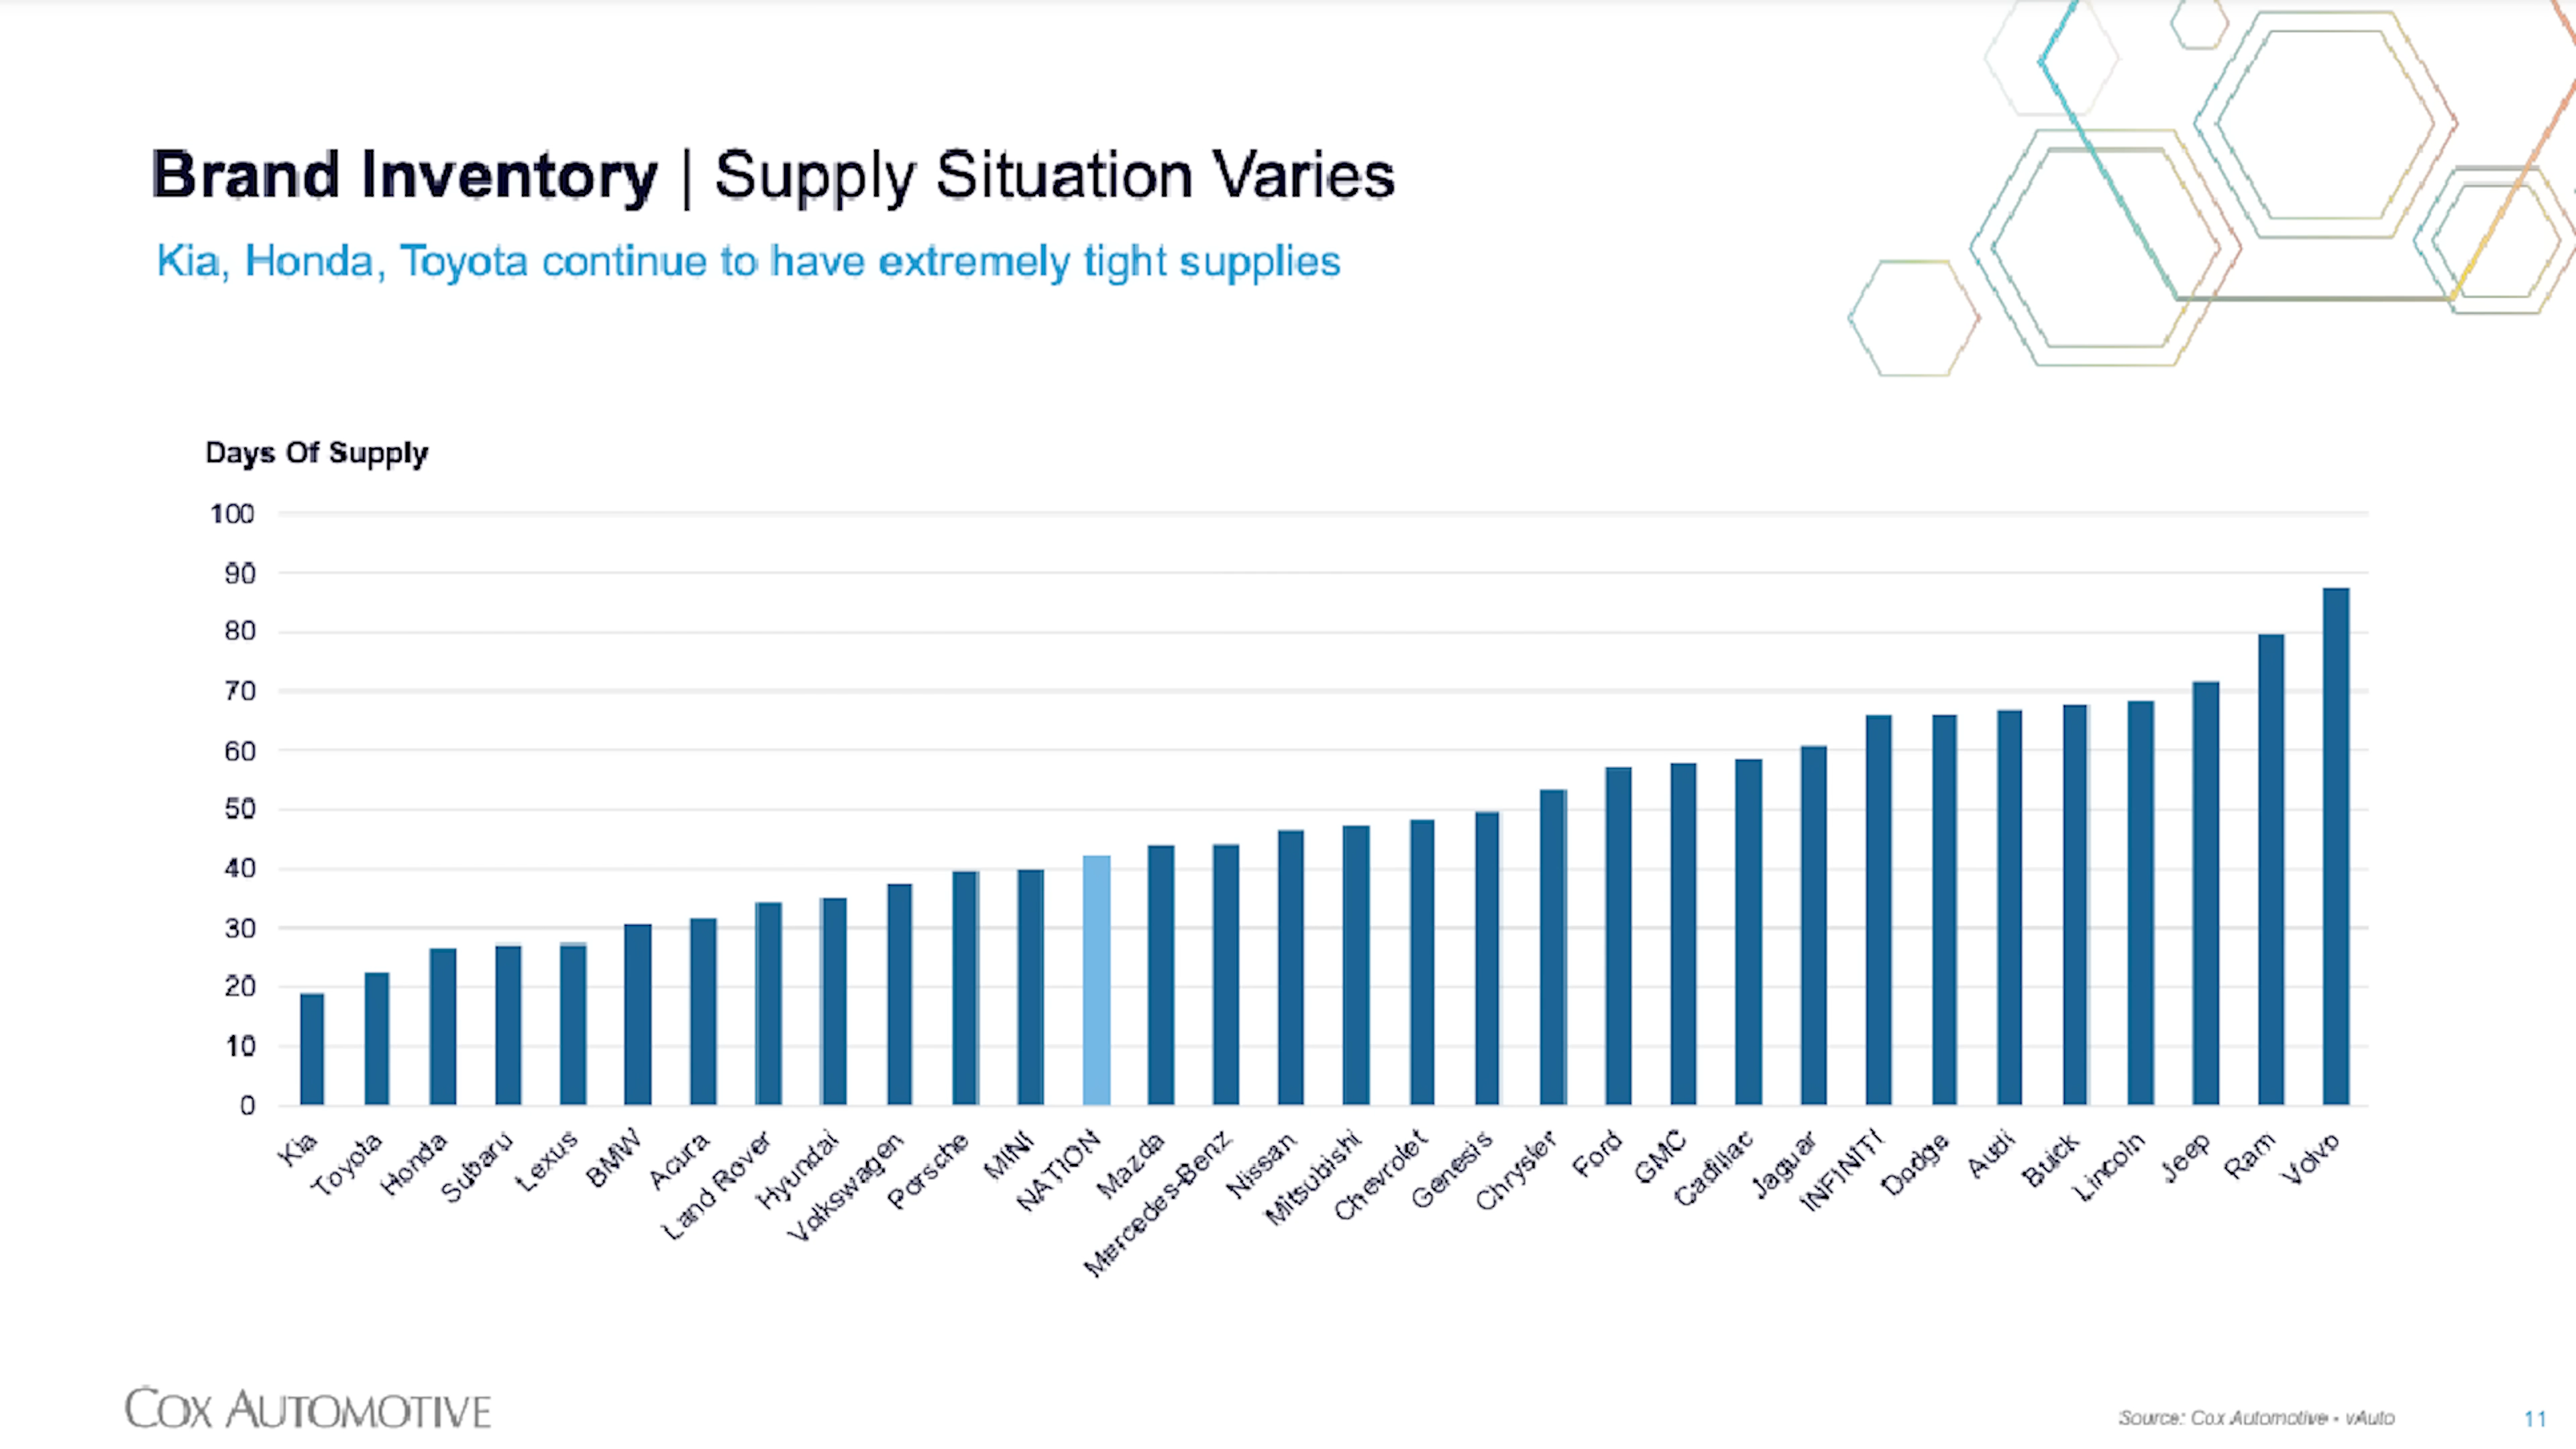 Brand Inventory | Supply Situation Varies
Kia, Honda, Toyota continue to have extremely tight supplies
Days Of Supply
100
90
80
70
60
50
40
30
20
10
0
Kia
Toyota
Honda
Subaru
Lexus
BMW
Acura
Land Rover
Hyundai
Volkswagen
Porsche
MINI
NATION
Mazda
Mercedes-Benz
Nissan
Mitsubishi
Chevrolet
Genesis
Chrysler
Ford
GMC
Cadillac
Jaguar
INFINITI
Dodge
Audi
Buick
Lincoln
Jeep
Ram
Volvo
COX AUTOMOTIVE
Source: Cox Automotive - vAuto
11